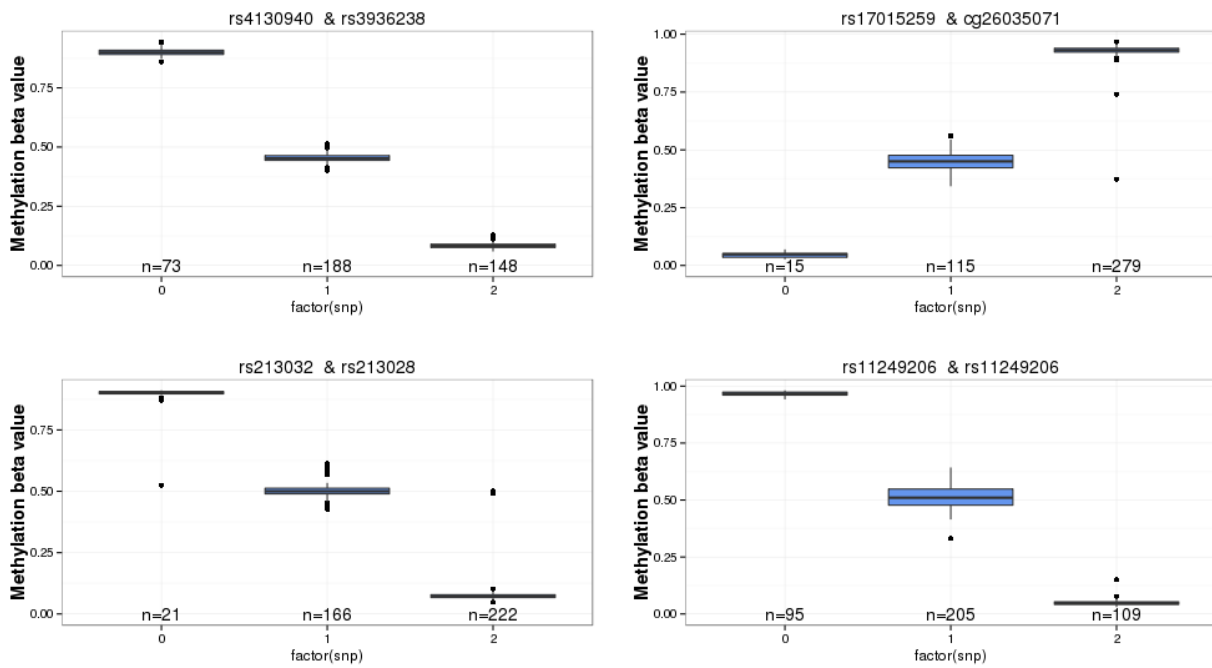 rs4130940 & rs3936238
Methylation beta value
0.75
0.50
0.25
0.00
n=73 n=188 n=148
0 1 2
factor(snp)
rs17015259 & cg26035071
Methylation beta value
1.00
0.75
0.50
0.25
0.00
n=15 n=115 n=279
0 1 2
factor(snp)
rs213032 & rs213028
Methylation beta value
0.75
0.50
0.25
0.00
n=21 n=166 n=222
0 1 2
factor(snp)
rs11249206 & rs11249206
Methylation beta value
1.00
0.75
0.50
0.25
0.00
n=95 n=205 n=109
0 1 2
factor(snp)